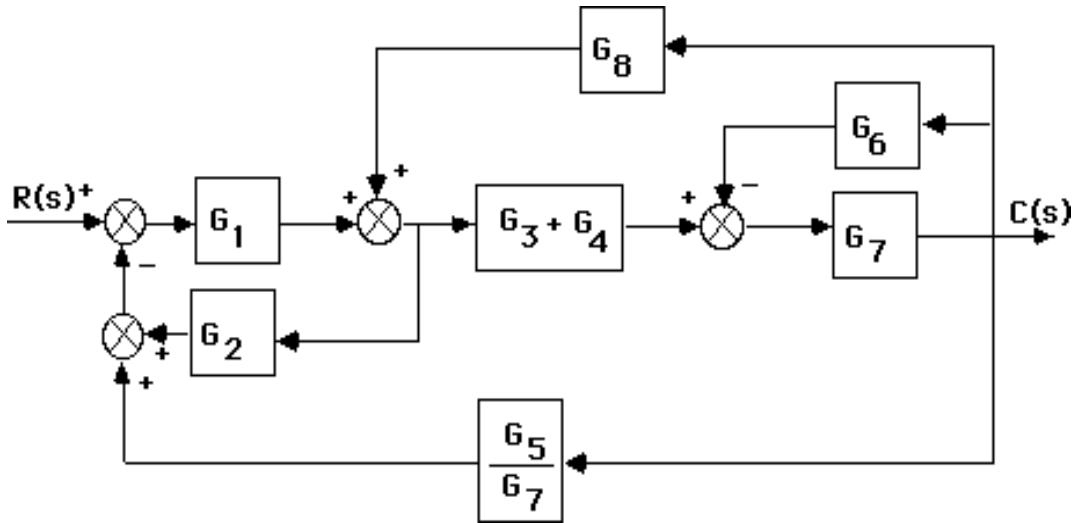 G8
G6
R(s) +
G1
+
+
G3 + G4
+
−
G7
C(s)
−
G2
+
+
G5
G7